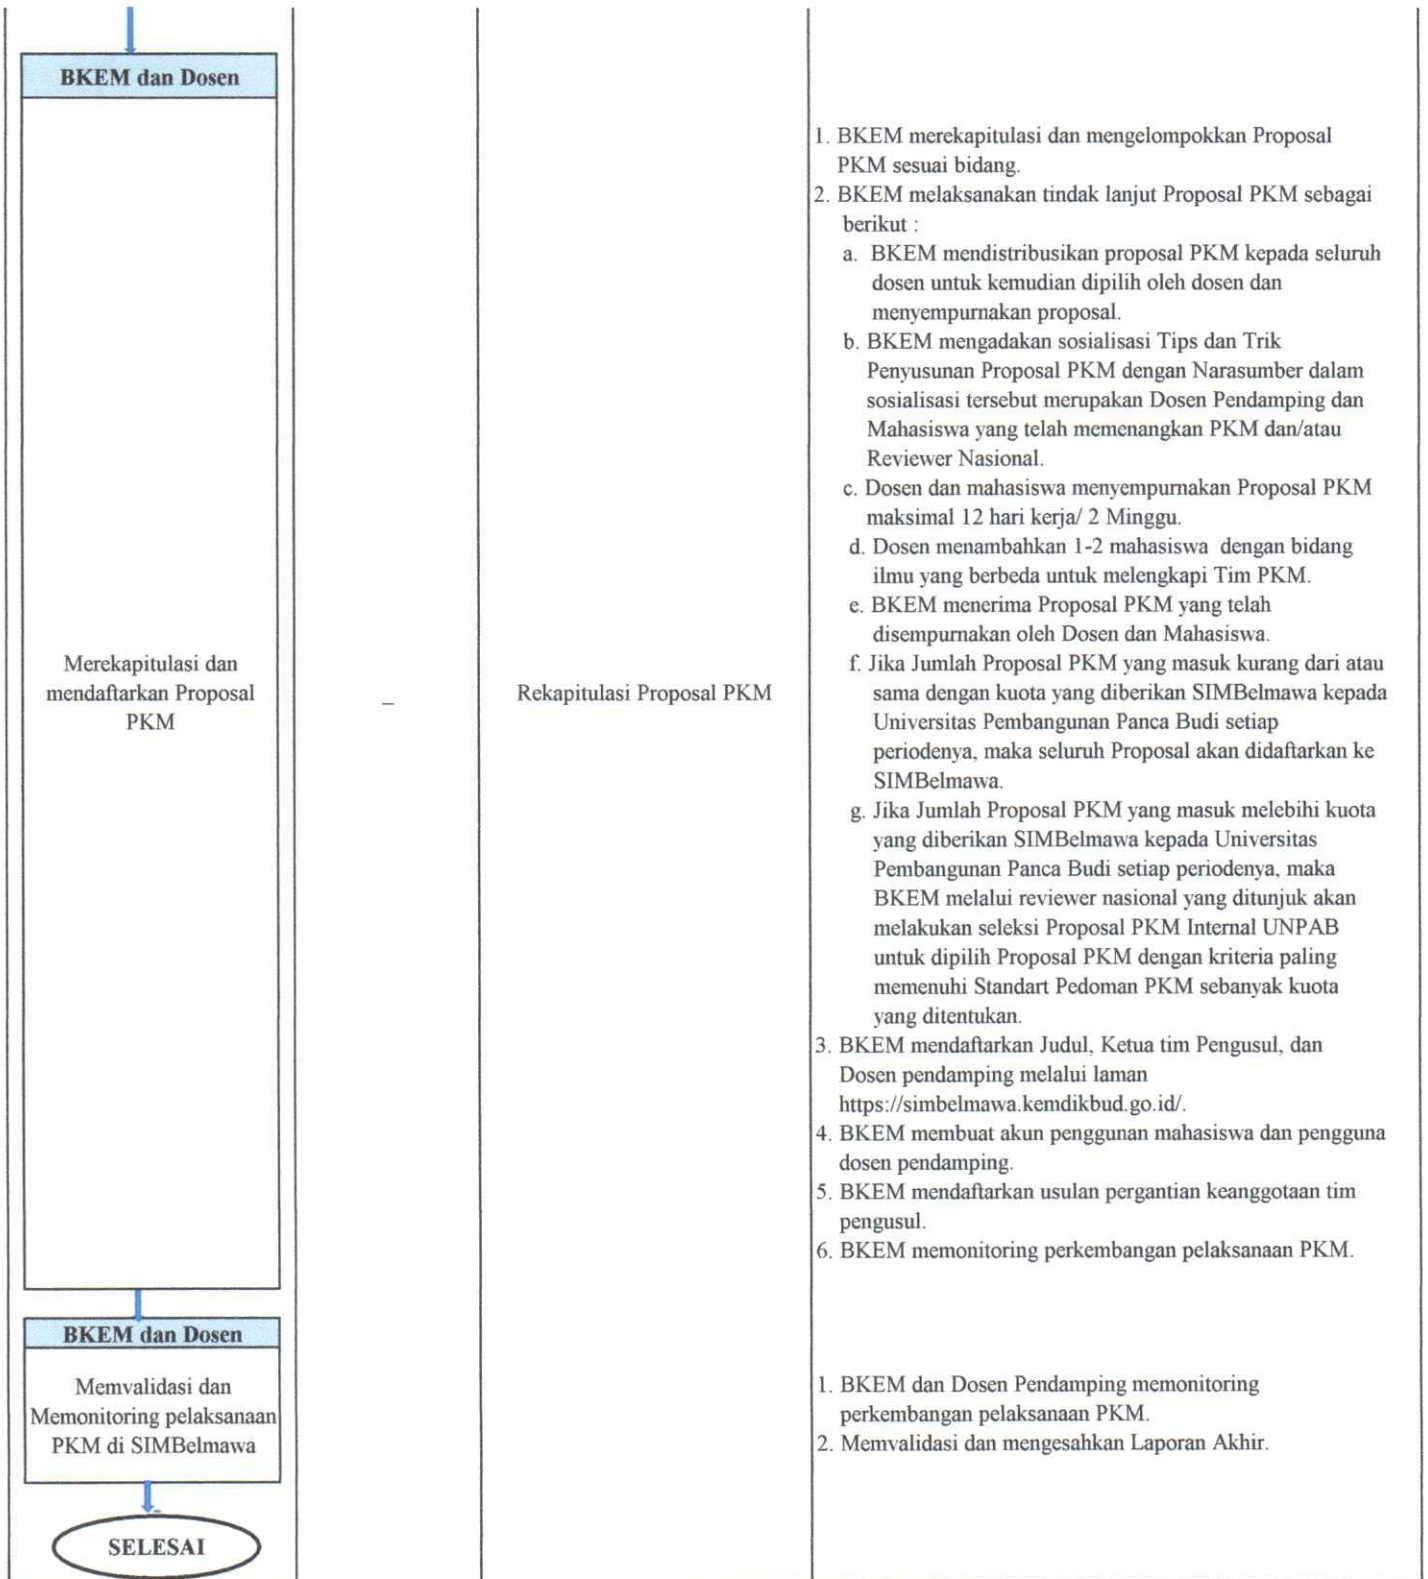 BKEM dan Dosen
Merekapitulasi dan
mendaftarkan Proposal
PKM
–
Rekapitulasi Proposal PKM
1. BKEM merekapitulasi dan mengelompokkan Proposal
PKM sesuai bidang.
2. BKEM melaksanakan tindak lanjut Proposal PKM sebagai
berikut :
a. BKEM mendistribusikan proposal PKM kepada seluruh
dosen untuk kemudian dipilih oleh dosen dan
menyempurnakan proposal.
b. BKEM mengadakan sosialisasi Tips dan Trik
Penyusunan Proposal PKM dengan Narasumber dalam
sosialisasi tersebut merupakan Dosen Pendamping dan
Mahasiswa yang telah memenangkan PKM dan/atau
Reviewer Nasional.
c. Dosen dan mahasiswa menyempurnakan Proposal PKM
maksimal 12 hari kerja/ 2 Minggu.
d. Dosen menambahkan 1-2 mahasiswa dengan bidang
ilmu yang berbeda untuk melengkapi Tim PKM.
e. BKEM menerima Proposal PKM yang telah
disempurnakan oleh Dosen dan Mahasiswa.
f. Jika Jumlah Proposal PKM yang masuk kurang dari atau
sama dengan kuota yang diberikan SIMBelmawa kepada
Universitas Pembangunan Panca Budi setiap
periodenya, maka seluruh Proposal akan didaftarkan ke
SIMBelmawa.
g. Jika Jumlah Proposal PKM yang masuk melebihi kuota
yang diberikan SIMBelmawa kepada Universitas
Pembangunan Panca Budi setiap periodenya, maka
BKEM melalui reviewer nasional yang ditunjuk akan
melakukan seleksi Proposal PKM Internal UNPAB
untuk dipilih Proposal PKM dengan kriteria paling
memenuhi Standart Pedoman PKM sebanyak kuota
yang ditentukan.
3. BKEM mendaftarkan Judul, Ketua tim Pengusul, dan
Dosen pendamping melalui laman
https://simbelmawa.kemdikbud.go.id/.
4. BKEM membuat akun penggunan mahasiswa dan pengguna
dosen pendamping.
5. BKEM mendaftarkan usulan pergantian keanggotaan tim
pengusul.
6. BKEM memonitoring perkembangan pelaksanaan PKM.
BKEM dan Dosen
Memvalidasi dan
Memonitoring pelaksanaan
PKM di SIMBelmawa
1. BKEM dan Dosen Pendamping memonitoring
perkembangan pelaksanaan PKM.
2. Memvalidasi dan mengesahkan Laporan Akhir.
SELESAI